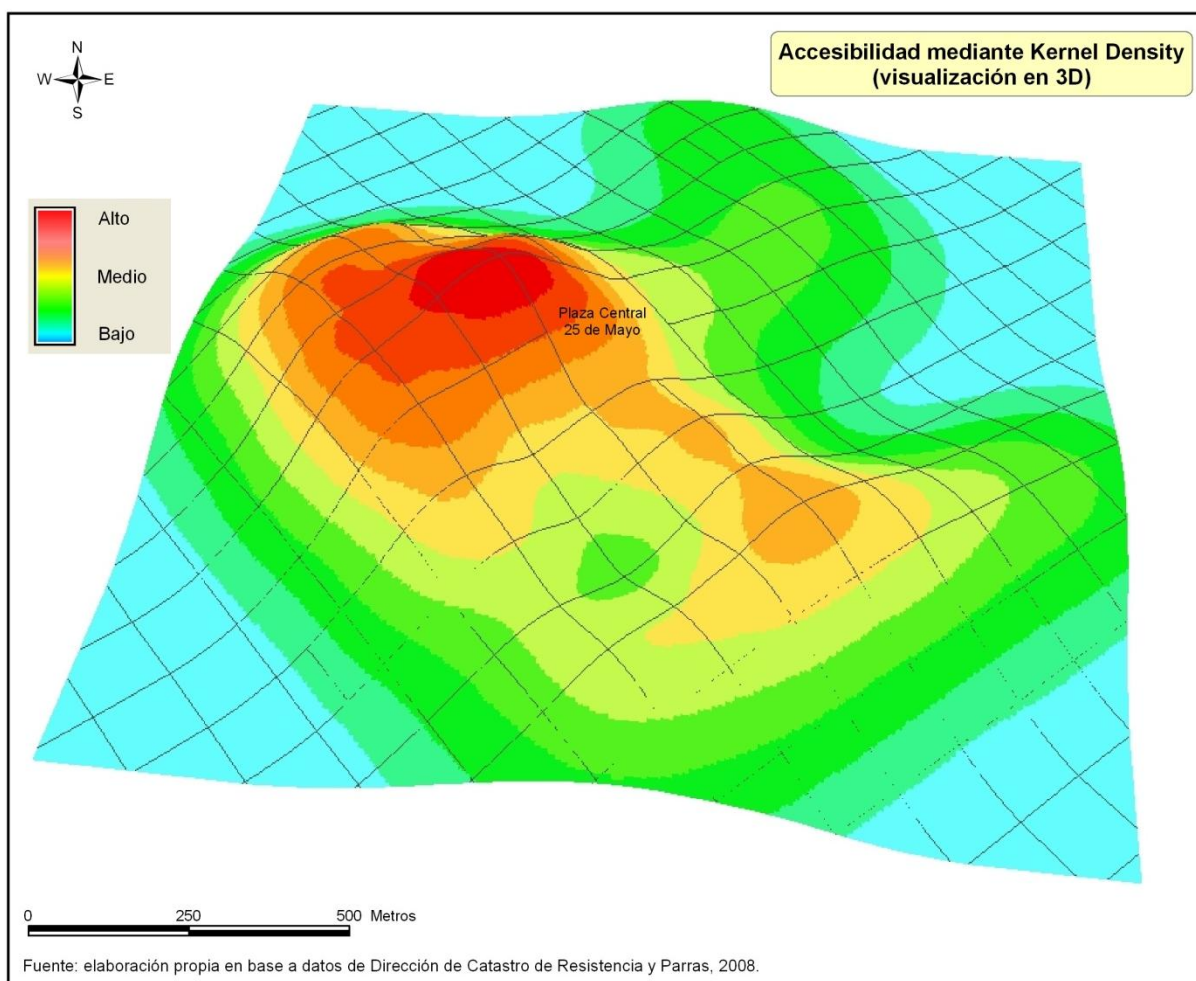 Accesibilidad mediante Kernel Density
(visualización en 3D)
N
W E
S
Alto
Medio
Bajo
Plaza Central
25 de Mayo
0 250 500 Metros
Fuente: elaboración propia en base a datos de Dirección de Catastro de Resistencia y Parras, 2008.